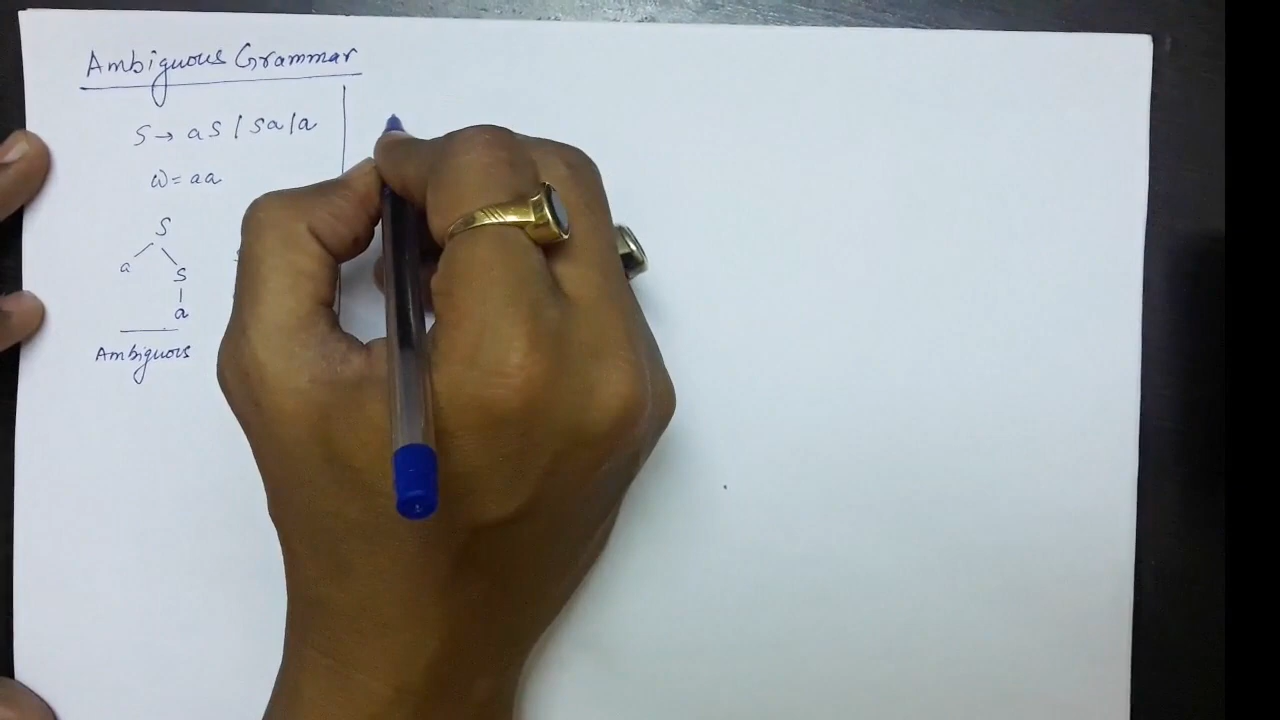 Ambiguous Grammar
S → aS / Sa / a
W = aa
S
a S
a
Ambiguous